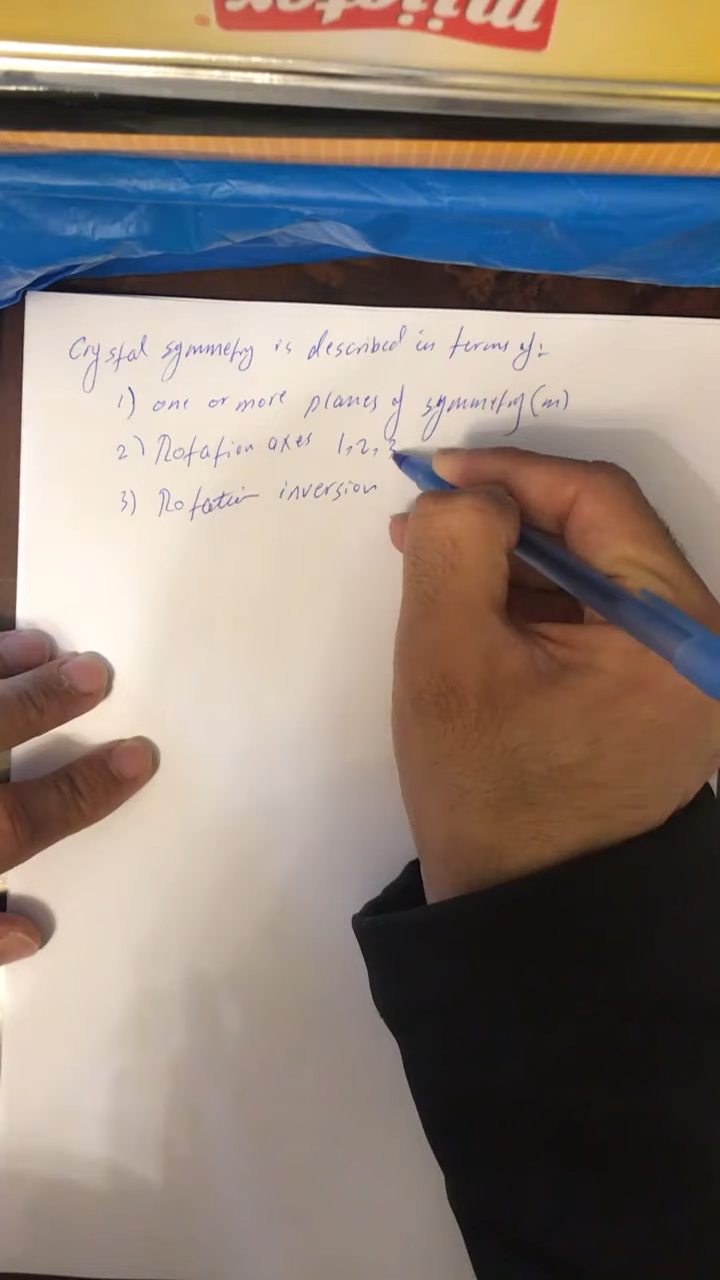 Crystal symmetry is described in terms of:
1) one or more planes of symmetry (m)
2) Rotation axes 1, 2, 3
3) Rotation inversion